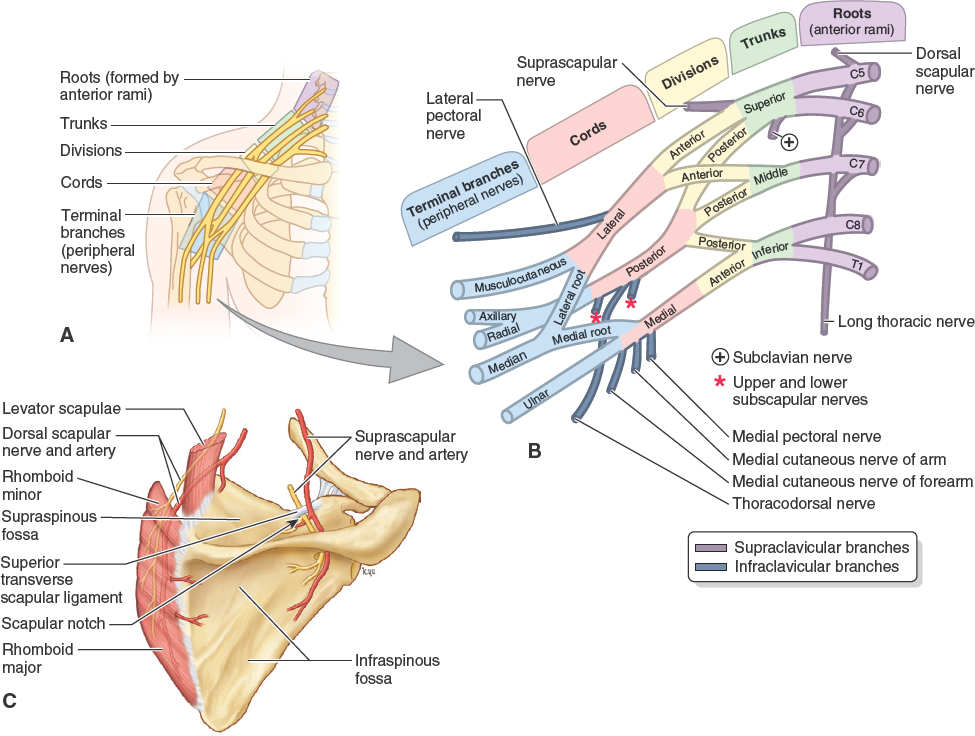 Roots (formed by
anterior rami)
Trunks
Divisions
Cords
Terminal
branches
(peripheral
nerves)
A
Roots
(anterior rami)
Trunks
Divisions
Cords
Terminal branches
(peripheral nerves)
Suprascapular
nerve
Lateral
pectoral
nerve
Dorsal
scapular
nerve
C5
C6
C7
C8
T1
Superior
Middle
Inferior
Anterior
Posterior
Anterior
Posterior
Posterior
Anterior
Lateral
Posterior
Medial
Musculocutaneous
Axillary
Radial
Median
Ulnar
Lateral root
Medial root
*
*
+
Long thoracic nerve
+ Subclavian nerve
* Upper and lower
subscapular nerves
Medial pectoral nerve
Medial cutaneous nerve of arm
Medial cutaneous nerve of forearm
Thoracodorsal nerve
B
Supraclavicular branches
Infraclavicular branches
Levator scapulae
Dorsal scapular
nerve and artery
Rhomboid
minor
Supraspinous
fossa
Superior
transverse
scapular ligament
Scapular notch
Rhomboid
major
Suprascapular
nerve and artery
Infraspinous
fossa
C